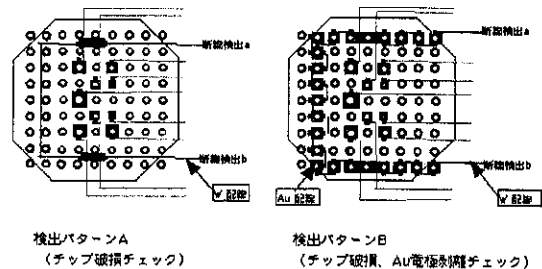 断線検出a
断線検出b
W 配線
検出パターンA
(チップ破損チェック)
断線検出a
断線検出b
Au 配線
W 配線
検出パターンB
(チップ破損、Au電極剥離チェック)